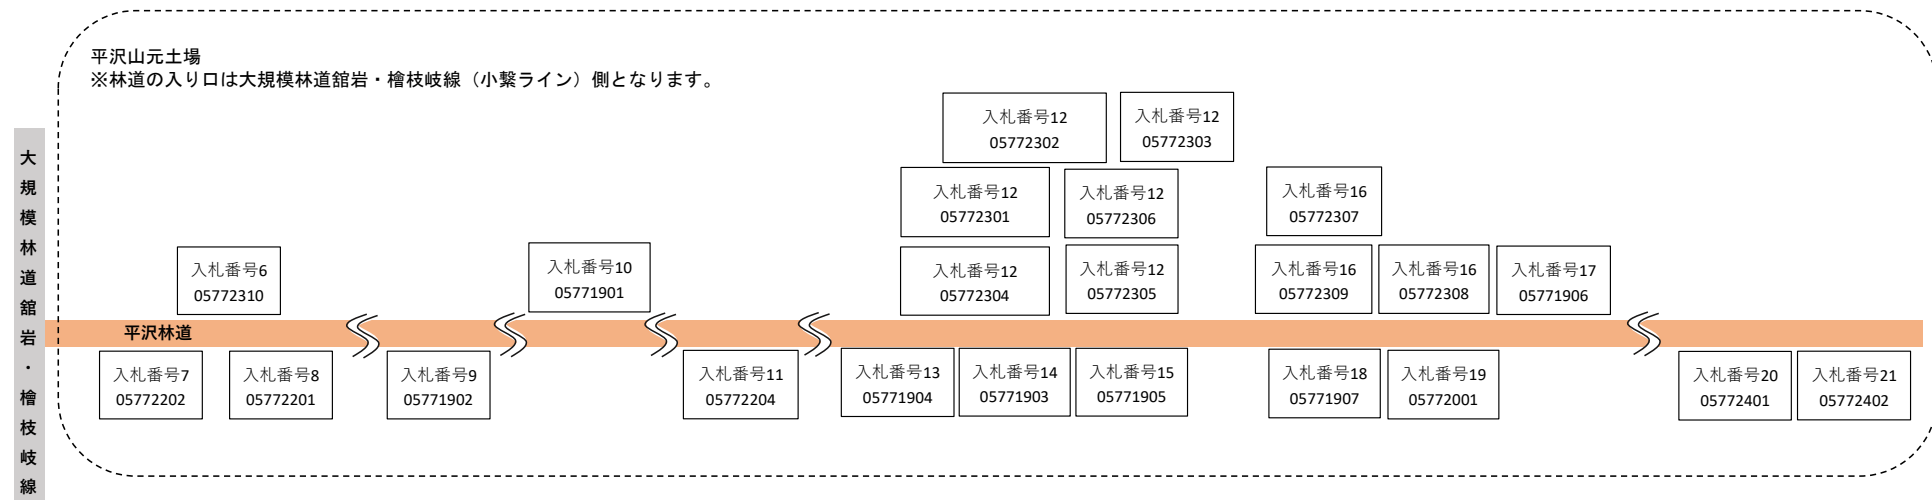 平沢山元土場
※林道の入り口は大規模林道舘岩・檜枝岐線（小繋ライン）側となります。
大規模林道舘岩・檜枝岐線
入札番号12
05772302
入札番号12
05772303
入札番号12
05772301
入札番号12
05772306
入札番号16
05772307
入札番号6
05772310
入札番号10
05771901
入札番号12
05772304
入札番号12
05772305
入札番号16
05772309
入札番号16
05772308
入札番号17
05771906
平沢林道
入札番号7
05772202
入札番号8
05772201
入札番号9
05771902
入札番号11
05772204
入札番号13
05771904
入札番号14
05771903
入札番号15
05771905
入札番号18
05771907
入札番号19
05772001
入札番号20
05772401
入札番号21
05772402